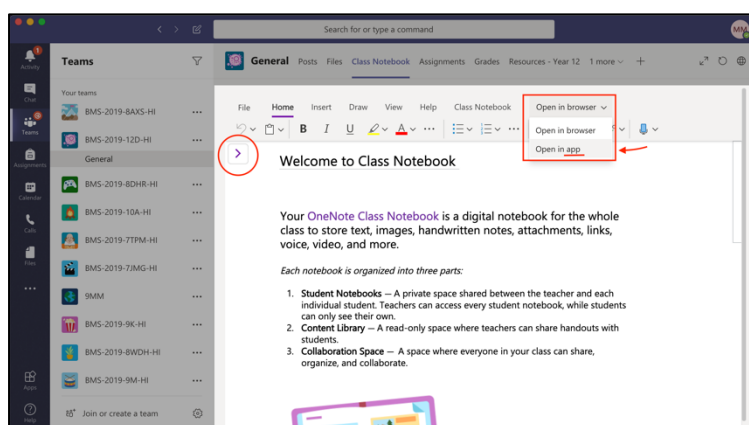 Search for or type a command
MM
Activity
Chat
Teams
Assignments
Calendar
Calls
Files
Apps
Help
Teams
Your teams
BMS-2019-8AXS-HI
BMS-2019-12D-HI
General
BMS-2019-8DHR-HI
BMS-2019-10A-HI
BMS-2019-7TPM-HI
BMS-2019-7JMG-HI
9MM
BMS-2019-9K-HI
BMS-2019-8WDH-HI
BMS-2019-9M-HI
Join or create a team
General Posts Files Class Notebook Assignments Grades Resources - Year 12 1 more
File Home Insert Draw View Help Class Notebook Open in browser
B I U A
Open in browser
Open in app
Welcome to Class Notebook
Your OneNote Class Notebook is a digital notebook for the whole
class to store text, images, handwritten notes, attachments, links,
voice, video, and more.
Each notebook is organized into three parts:
1. Student Notebooks — A private space shared between the teacher and each
individual student. Teachers can access every student notebook, while students
can only see their own.
2. Content Library — A read-only space where teachers can share handouts with
students.
3. Collaboration Space — A space where everyone in your class can share,
organize, and collaborate.